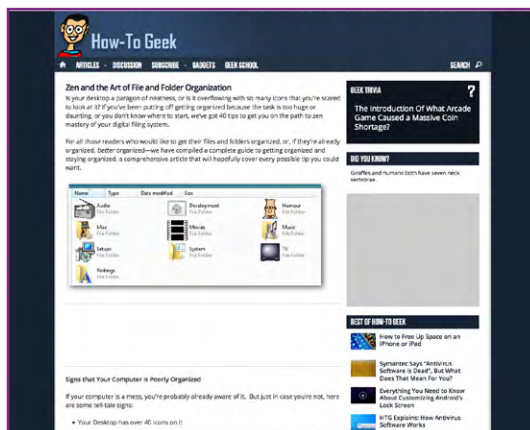 How-To Geek
ARTICLES DISCUSSION SUBSCRIBE GADGETS GEEK SCHOOL SEARCH
Zen and the Art of File and Folder Organization
Is your desktop a paragon of neatness, or is it overflowing with so many icons that you're scared
to look at it? If you've been putting off getting organized because the task is too huge or
daunting, or you don't know where to start, we've got 40 tips to get you on the path to zen
mastery of your digital filing system.
For all those readers who would like to get their files and folders organized, or, if they're already
organized, better organized—we have compiled a complete guide to getting organized and
staying organized, a comprehensive article that will hopefully cover every possible tip you could
want.
Name Type Date modified Size
Audio
File Folder
Development
File Folder
Humour
File Folder
Misc
File Folder
Movies
File Folder
Music
File Folder
Setups
File Folder
System
File Folder
TV
File Folder
Writings
File Folder
Signs that Your Computer is Poorly Organized
If your computer is a mess, you're probably already aware of it. But just in case you're not, here
are some tell-tale signs:
• Your Desktop has over 40 icons on it
GEEK TRIVIA ?
The Introduction Of What Arcade
Game Caused a Massive Coin
Shortage?
DID YOU KNOW?
Giraffes and humans both have seven neck
vertebrae.
BEST OF HOW-TO GEEK
How to Free Up Space on an
iPhone or iPad
Symantec Says "Antivirus
Software Is Dead", But What
Does That Mean For You?
Everything You Need to Know
About Customizing Android's
Lock Screen
HTG Explains: How Antivirus
Software Works